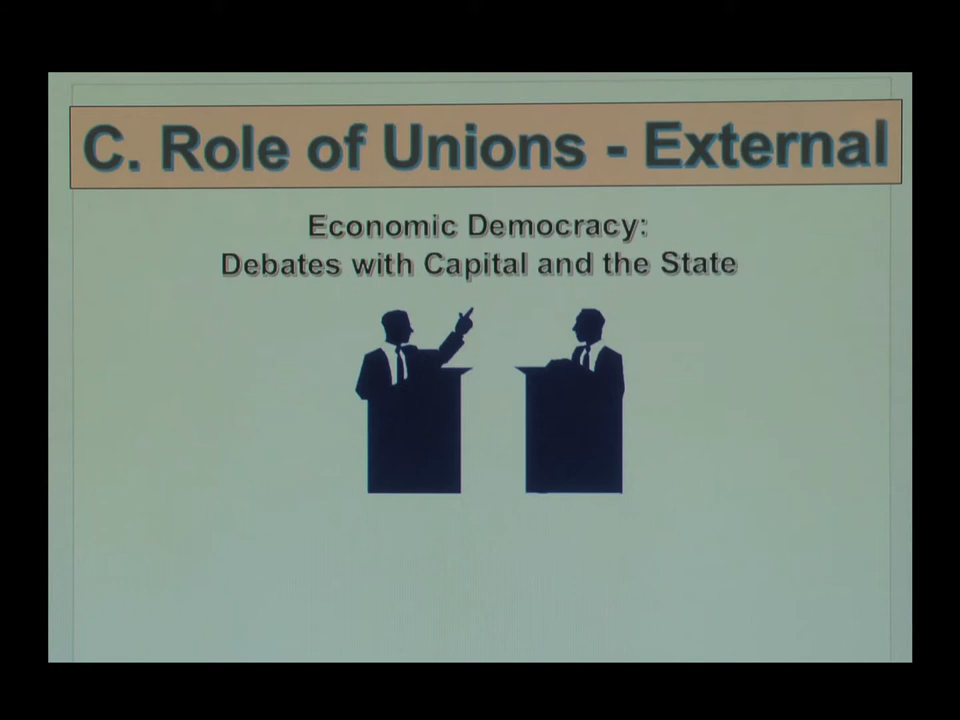 C. Role of Unions - External
Economic Democracy:
Debates with Capital and the State